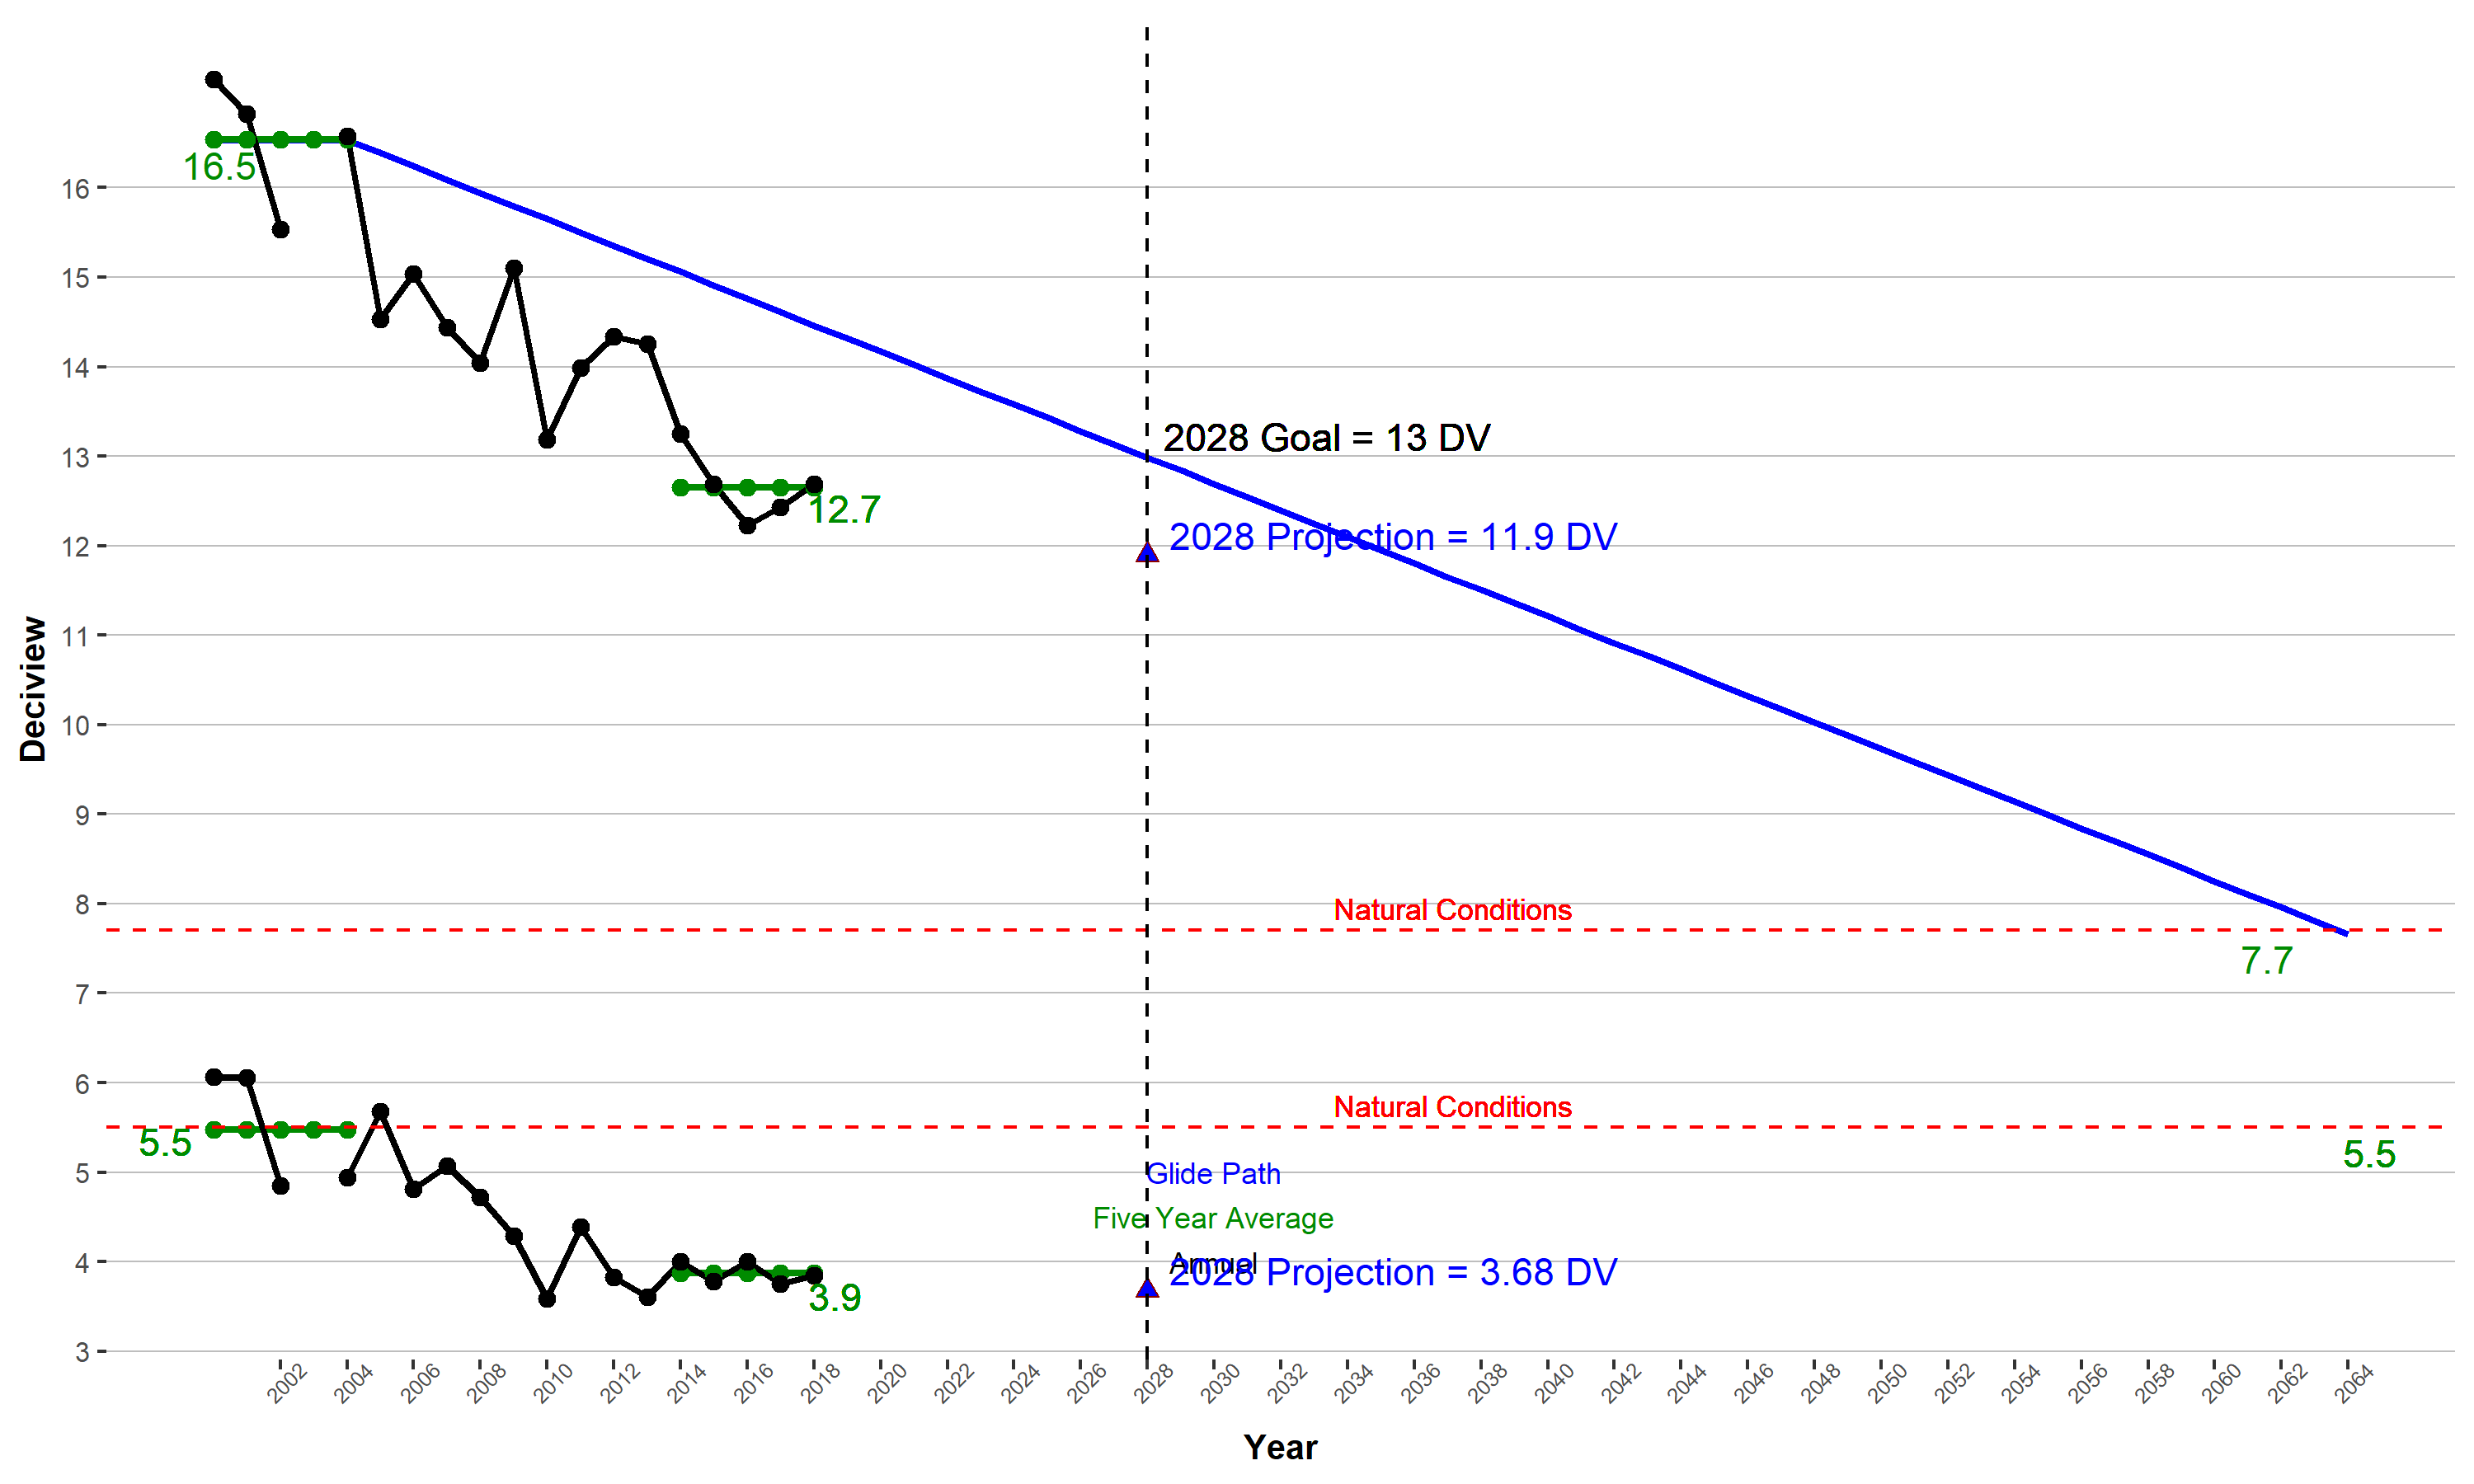 16.5
16
15
14
2028 Goal = 13 DV
13
12.7
2028 Projection = 11.9 DV
12
11
Deciview
10
9
8
Natural Conditions
7.7
7
6
Natural Conditions
5.5
5.5
5
Glide Path
Five Year Average
4
Annual
2028 Projection = 3.68 DV
3.9
3
2002 2004 2006 2008 2010 2012 2014 2016 2018 2020 2022 2024 2026 2028 2030 2032 2034 2036 2038 2040 2042 2044 2046 2048 2050 2052 2054 2056 2058 2060 2062 2064
Year